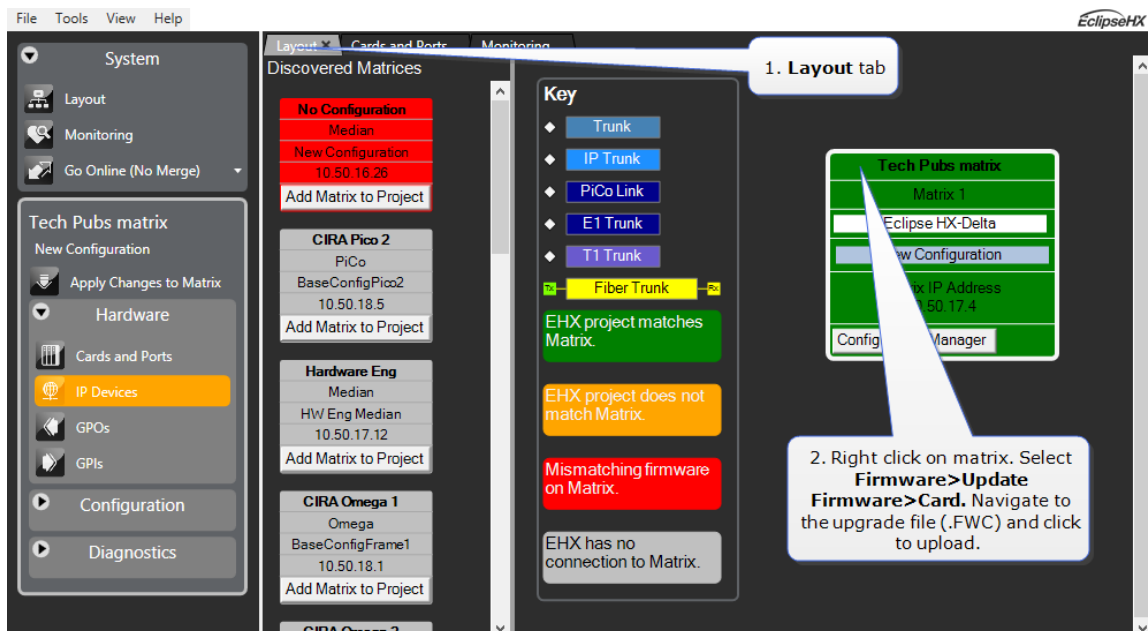 File Tools View Help
EclipseHX
System
Layout
Monitoring
Go Online (No Merge)
Tech Pubs matrix
New Configuration
Apply Changes to Matrix
Hardware
Cards and Ports
IP Devices
GPOs
GPIs
Configuration
Diagnostics
Layout Cards and Ports Monitoring
Discovered Matrices
No Configuration
Median
New Configuration
10.50.16.26
Add Matrix to Project
CIRA Pico 2
PiCo
BaseConfigPico2
10.50.18.5
Add Matrix to Project
Hardware Eng
Median
HW Eng Median
10.50.17.12
Add Matrix to Project
CIRA Omega 1
Omega
BaseConfigFrame1
10.50.18.1
Add Matrix to Project
CIRA Omega 2
Key
Trunk
IP Trunk
PiCo Link
E1 Trunk
T1 Trunk
Tx Fiber Trunk Rx
EHX project matches
Matrix.
EHX project does not
match Matrix.
Mismatching firmware
on Matrix.
EHX has no
connection to Matrix.
1. Layout tab
Tech Pubs matrix
Matrix 1
Eclipse HX-Delta
Configuration
IP Address
.50.17.4
Manager
2. Right click on matrix. Select
Firmware>Update
Firmware>Card. Navigate to
the upgrade file (.FWC) and click
to upload.